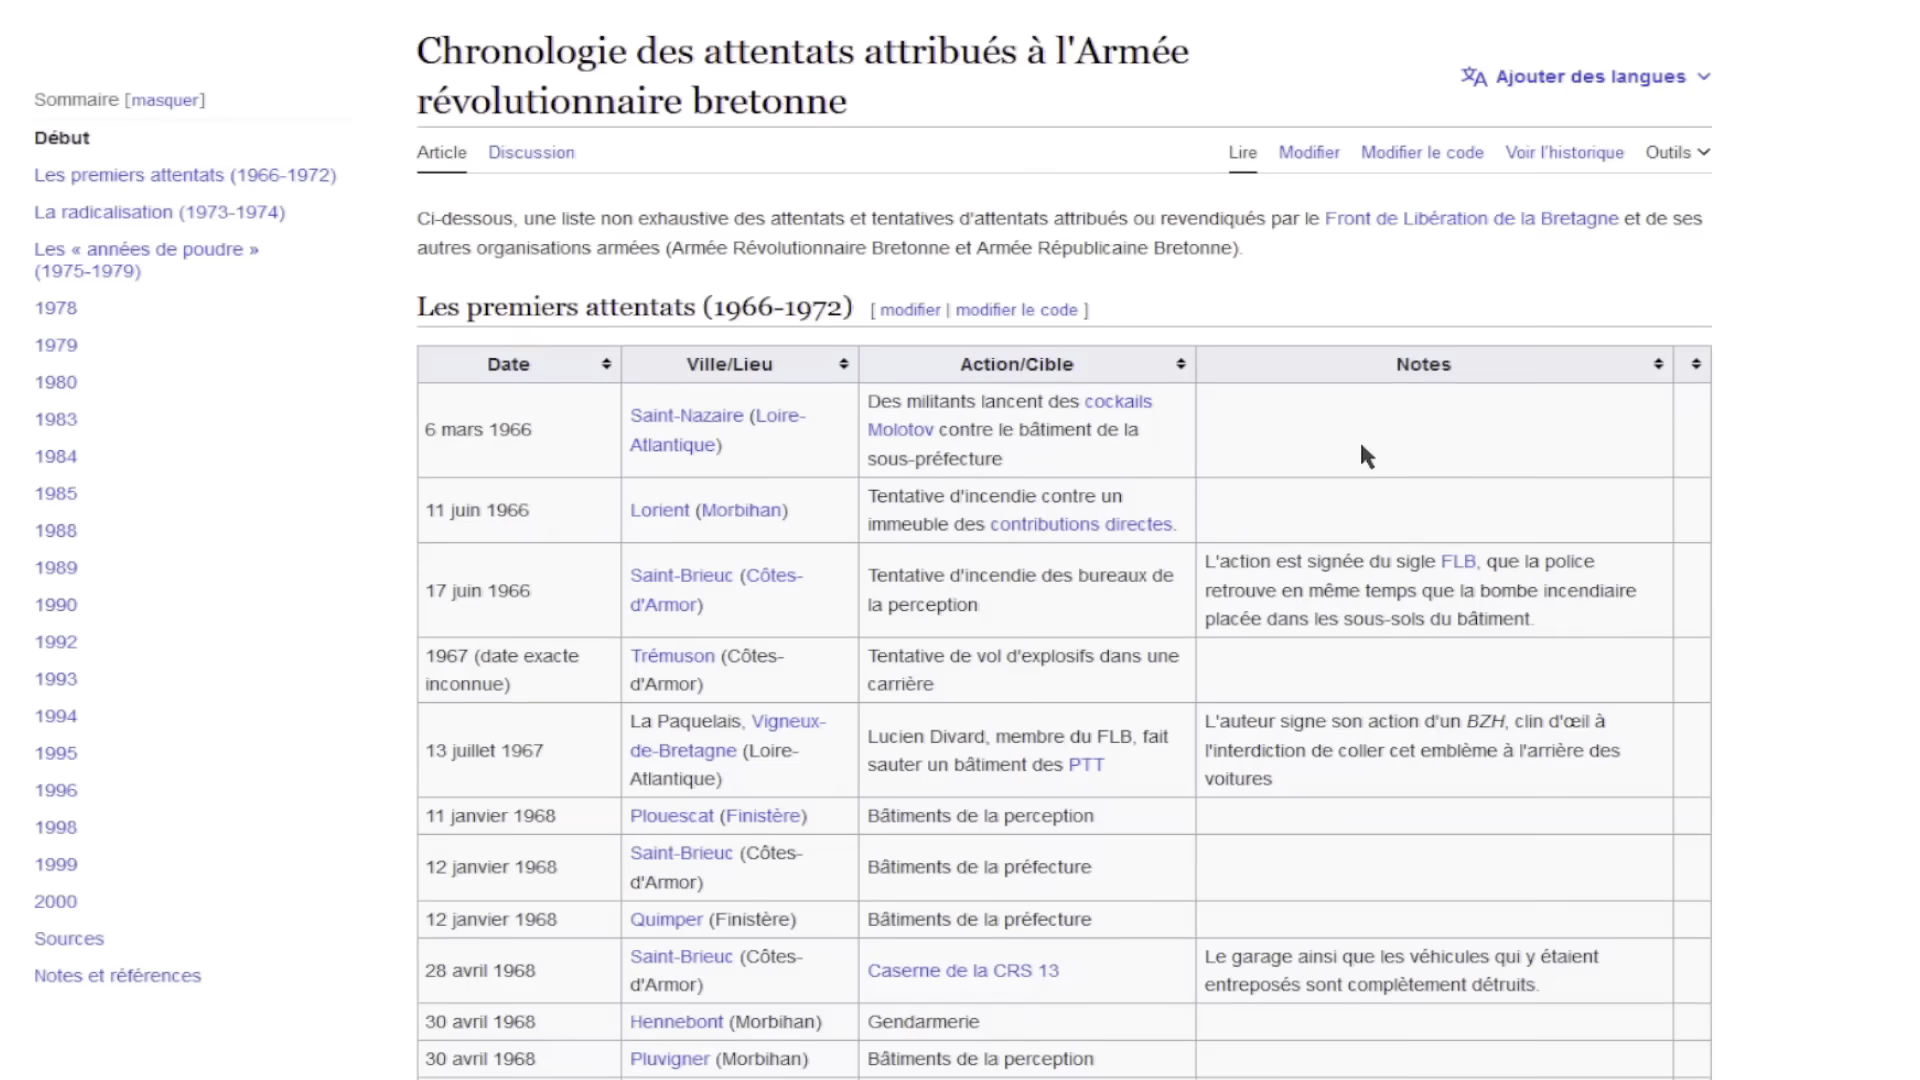 Chronologie des attentats attribués à l'Armée
révolutionnaire bretonne
Ajouter des langues
Sommaire [masquer]
Début
Les premiers attentats (1966-1972)
La radicalisation (1973-1974)
Les « années de poudre »
(1975-1979)
1978
1979
1980
1983
1984
1985
1988
1989
1990
1992
1993
1994
1995
1996
1998
1999
2000
Sources
Notes et références
Article Discussion Lire Modifier Modifier le code Voir l'historique Outils
Ci-dessous, une liste non exhaustive des attentats et tentatives d'attentats attribués ou revendiqués par le Front de Libération de la Bretagne et de ses
autres organisations armées (Armée Révolutionnaire Bretonne et Armée Républicaine Bretonne).
Les premiers attentats (1966-1972) [ modifier | modifier le code ]
Date Ville/Lieu Action/Cible Notes
6 mars 1966
Saint-Nazaire (Loire-
Atlantique)
Des militants lancent des cockails
Molotov contre le bâtiment de la
sous-préfecture
11 juin 1966
Lorient (Morbihan)
Tentative d'incendie contre un
immeuble des contributions directes.
17 juin 1966
Saint-Brieuc (Côtes-
d'Armor)
Tentative d'incendie des bureaux de
la perception
L'action est signée du sigle FLB, que la police
retrouve en même temps que la bombe incendiaire
placée dans les sous-sols du bâtiment.
1967 (date exacte
inconnue)
Trémuson (Côtes-
d'Armor)
Tentative de vol d'explosifs dans une
carrière
13 juillet 1967
La Paquelais, Vigneux-
de-Bretagne (Loire-
Atlantique)
Lucien Divard, membre du FLB, fait
sauter un bâtiment des PTT
L'auteur signe son action d'un BZH, clin d'œil à
l'interdiction de coller cet emblème à l'arrière des
voitures
11 janvier 1968
Plouescat (Finistère)
Bâtiments de la perception
12 janvier 1968
Saint-Brieuc (Côtes-
d'Armor)
Bâtiments de la préfecture
12 janvier 1968
Quimper (Finistère)
Bâtiments de la préfecture
28 avril 1968
Saint-Brieuc (Côtes-
d'Armor)
Caserne de la CRS 13
Le garage ainsi que les véhicules qui y étaient
entreposés sont complètement détruits.
30 avril 1968
Hennebont (Morbihan)
Gendarmerie
30 avril 1968
Pluvigner (Morbihan)
Bâtiments de la perception